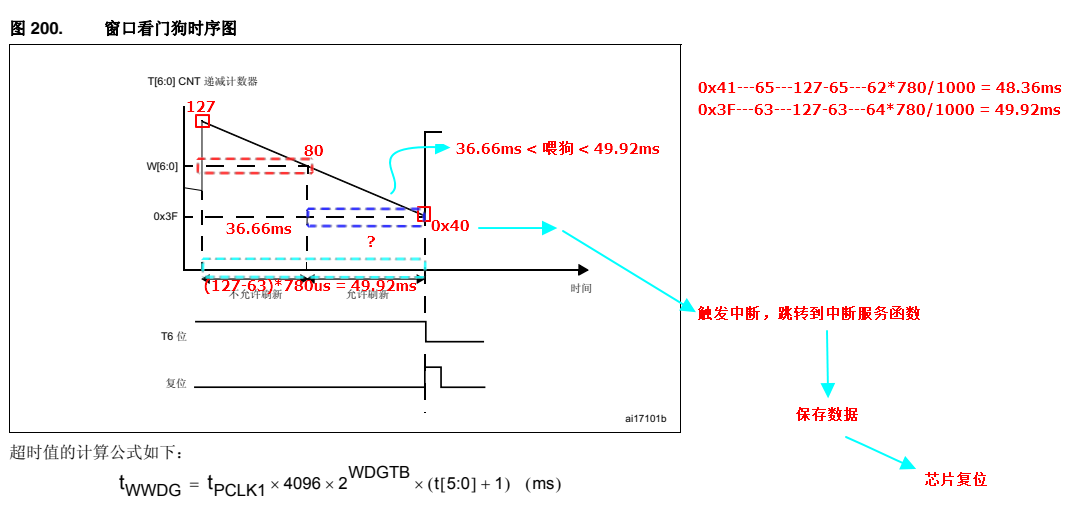 图 200. 窗口看门狗时序图
T[6:0] CNT 递减计数器
127
0x41---65---127-65---62*780/1000 = 48.36ms
0x3F---63---127-63---64*780/1000 = 49.92ms
80
36.66ms < 喂狗 < 49.92ms
W[6:0]
0x3F
36.66ms
0x40
?
(127-63)*780us = 49.92ms
不允许刷新
允许刷新
时间
触发中断，跳转到中断服务函数
T6 位
复位
保存数据
ai17101b
超时值的计算公式如下：
芯片复位
tWWDG = tPCLK1 × 4096 × 2^WDGTB × (t[5:0] + 1) (ms)